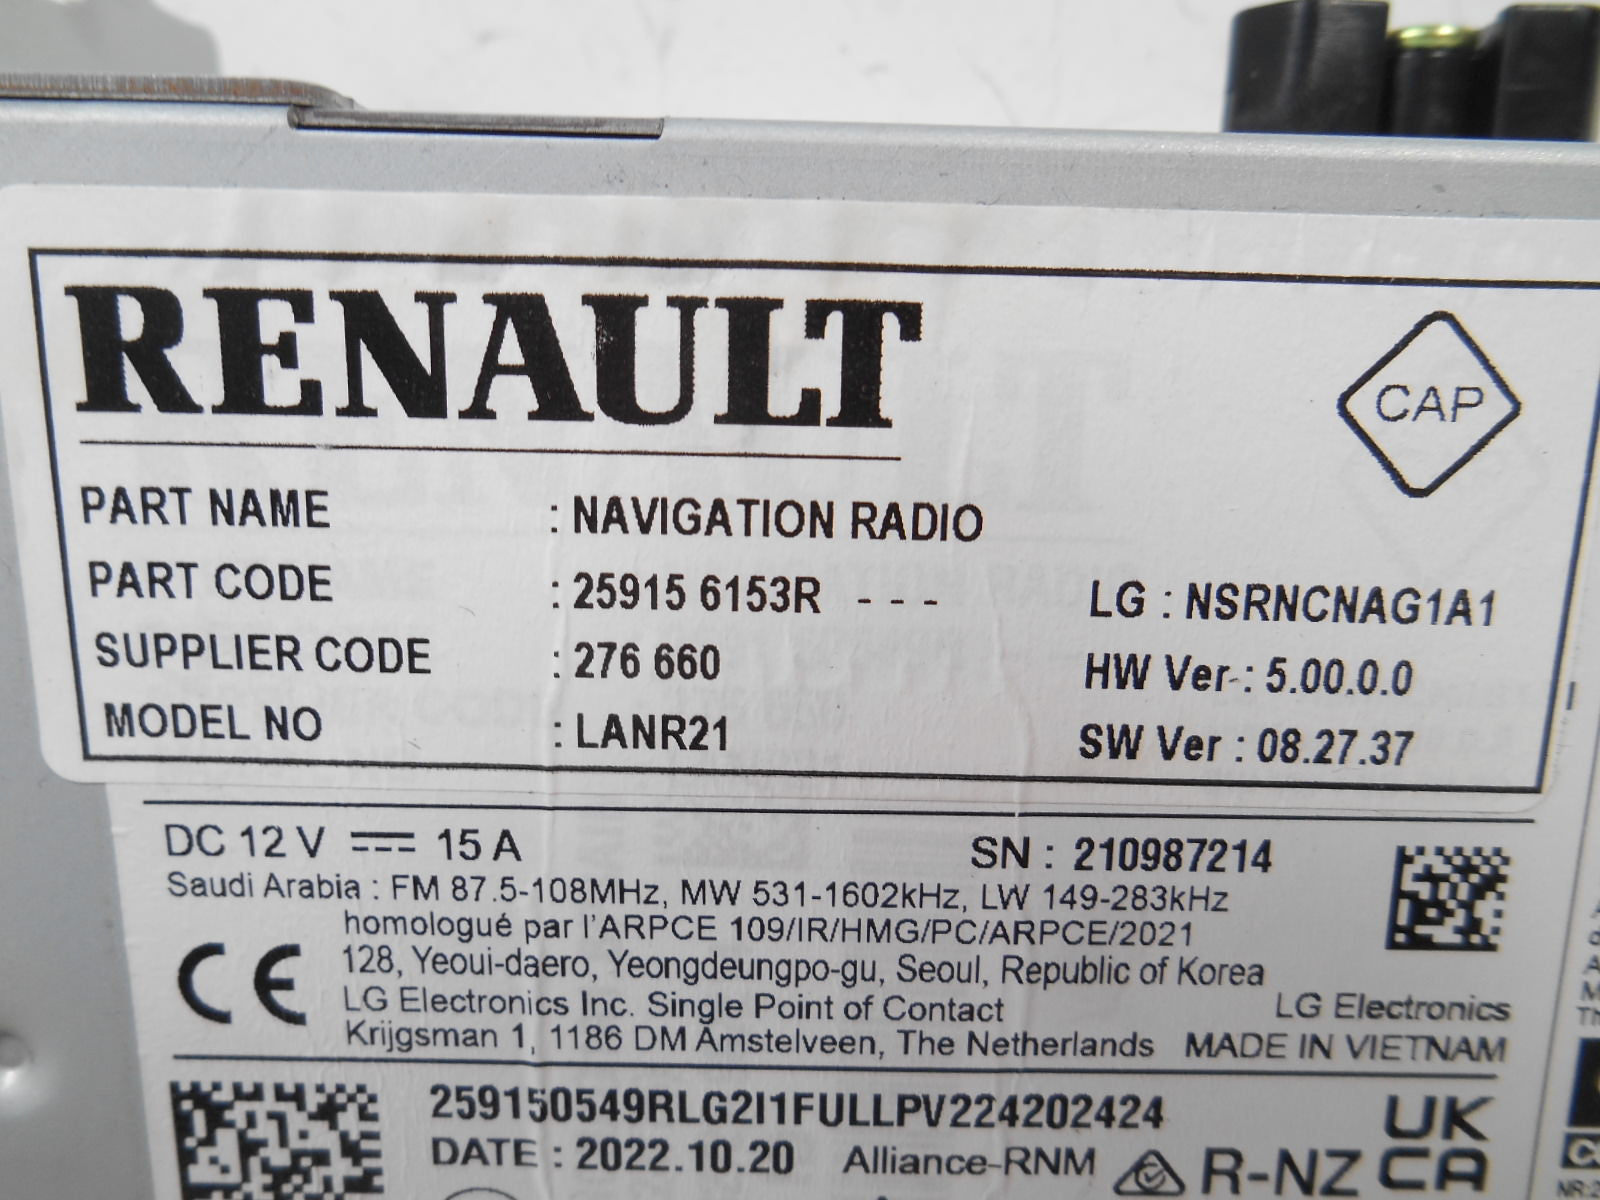 RENAULT
CAP
PART NAME : NAVIGATION RADIO
PART CODE : 25915 6153R - - - LG : NSRNCNAG1A1
SUPPLIER CODE : 276 660 HW Ver : 5.00.0.0
MODEL NO : LANR21 SW Ver : 08.27.37
DC 12 V 15 A SN : 210987214
Saudi Arabia : FM 87.5-108MHz, MW 531-1602kHz, LW 149-283kHz
homologué par l'ARPCE 109/IR/HMG/PC/ARPCE/2021
CE 128, Yeoui-daero, Yeongdeungpo-gu, Seoul, Republic of Korea
LG Electronics Inc. Single Point of Contact LG Electronics
Krijgsman 1, 1186 DM Amstelveen, The Netherlands MADE IN VIETNAM
259150549RLG2I1FULLPV224202424 UK
DATE : 2022.10.20 Alliance-RNM R-NZ CA